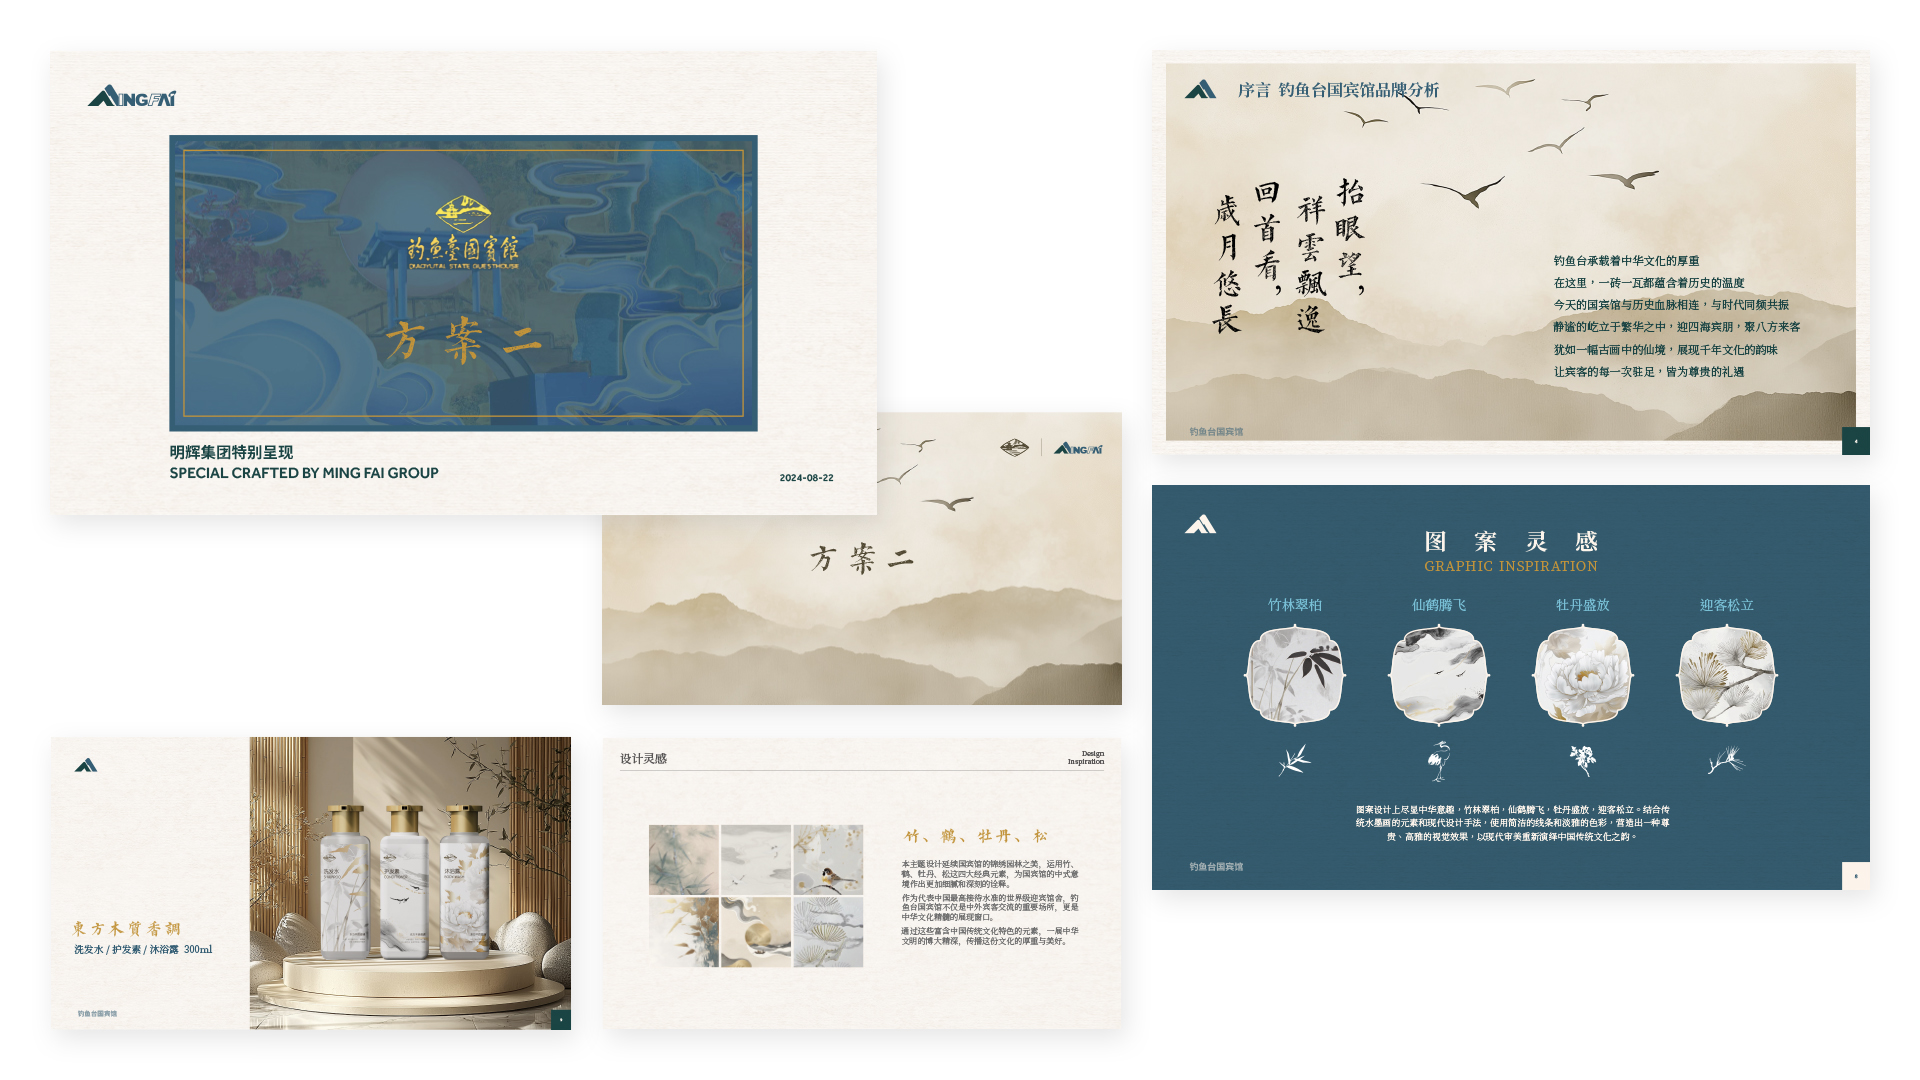 MINGFAI
釣魚臺國賓館
DIAOYUTAI STATE GUESTHOUSE
方案二
明辉集团特别呈现
SPECIAL CRAFTED BY MING FAI GROUP
2024-08-22
MINGFAI
方案二
序言 钓鱼台国宾馆品牌分析
抬眼望，
祥雲飄逸
回首看，
歲月悠長
钓鱼台承载着中华文化的厚重
在这里，一砖一瓦都蕴含着历史的温度
今天的国宾馆与历史血脉相连，与时代同频共振
静谧的屹立于繁华之中，迎四海宾朋，聚八方来客
犹如一幅古画中的仙境，展现千年文化的韵味
让宾客的每一次驻足，皆为尊贵的礼遇
钓鱼台国宾馆
4
图案灵感
GRAPHIC INSPIRATION
竹林翠柏
仙鹤腾飞
牡丹盛放
迎客松立
图案设计上尽显中华意趣，竹林翠柏，仙鹤腾飞，牡丹盛放，迎客松立。结合传
统水墨画的元素和现代设计手法，使用简洁的线条和淡雅的色彩，营造出一种尊
贵、高雅的视觉效果，以现代审美重新演绎中国传统文化之韵。
钓鱼台国宾馆
東方木質香調
洗发水 / 护发素 / 沐浴露 300ml
洗发水
护发素
沐浴露
钓鱼台国宾馆
设计灵感
Design
Inspiration
竹、鹤、牡丹、松
本主题设计延续国宾馆的锦绣园林之美，运用竹、
鹤、牡丹、松这四大经典元素，为国宾馆的中式意
境作出更加细腻和深刻的诠释。
作为代表中国最高接待水准的世界级迎宾馆舍，钓
鱼台国宾馆不仅是中外宾客交流的重要场所，更是
中华文化精髓的展现窗口。
通过这些富含中国传统文化特色的元素，一展中华
文明的博大精深，传播这份文化的厚重与美好。